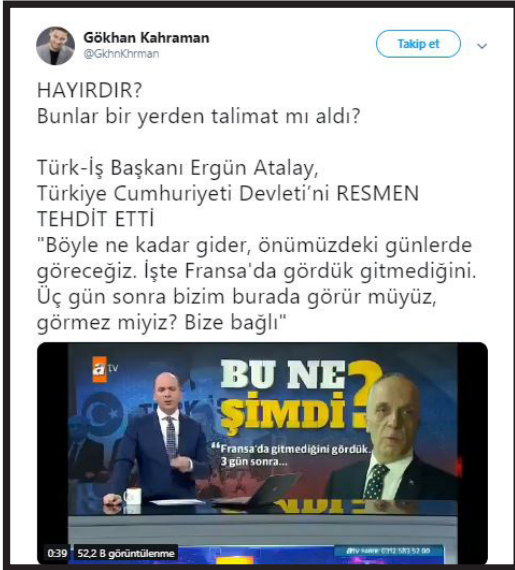 Gökhan Kahraman
@GkhnKhrman
Takip et
HAYIRDIR?
Bunlar bir yerden talimat mı aldı?
Türk-İş Başkanı Ergün Atalay,
Türkiye Cumhuriyeti Devleti’ni RESMEN
TEHDİT ETTİ
"Böyle ne kadar gider, önümüzdeki günlerde
göreceğiz. İşte Fransa'da gördük gitmediğini.
Üç gün sonra bizim burada görür müyüz,
görmez miyiz? Bize bağlı"
atv
BU NE
ŞİMDİ?
“Fransa'da gitmediğini gördük.
3 gün sonra...
0:39 52,2 B görüntülenme